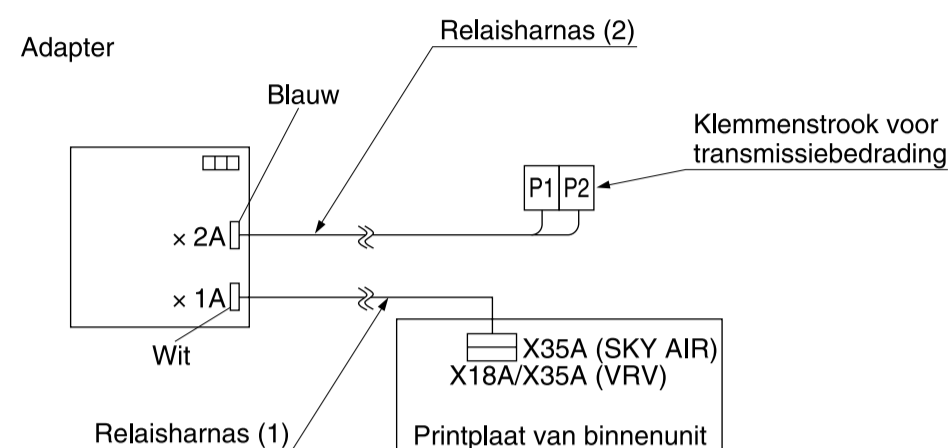 Relaisharnas (2)
Adapter
Blauw
Klemmenstrook voor
transmissiebedrading
P1 P2
× 2A
× 1A
Wit
X35A (SKY AIR)
X18A/X35A (VRV)
Relaisharnas (1)
Printplaat van binnenunit